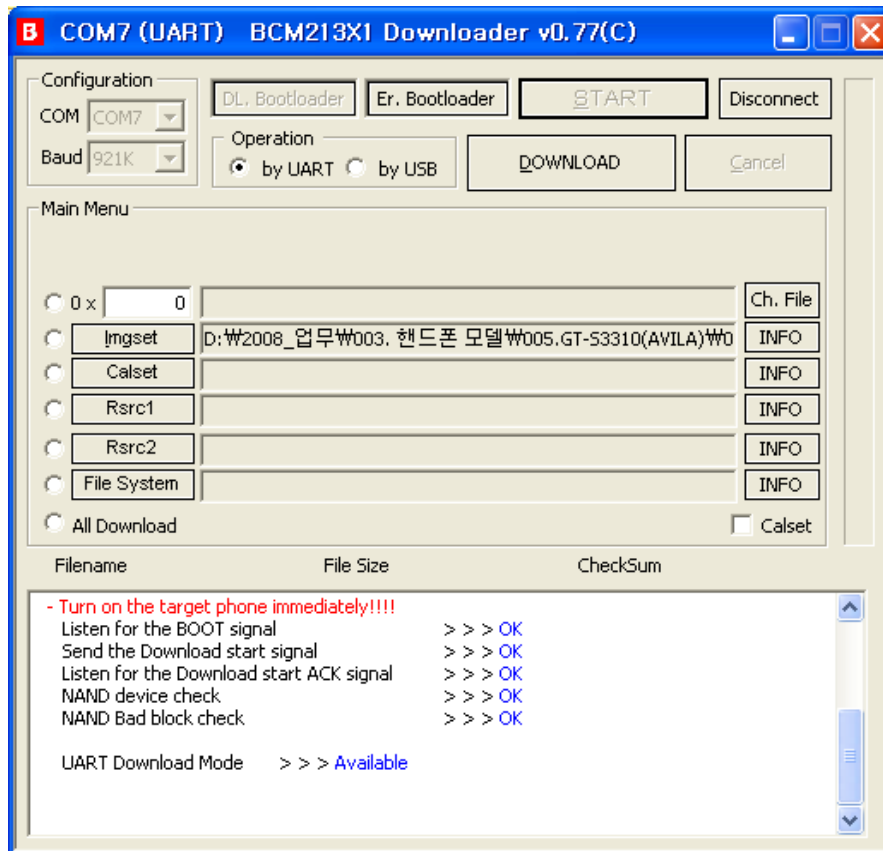 B COM7 (UART) BCM213X1 Downloader v0.77(C)
Configuration
COM COM7
Baud 921K
DL. Bootloader Er. Bootloader START Disconnect
Operation
by UART by USB
DOWNLOAD Cancel
Main Menu
0 x 0 Ch. File
Imgset D:₩2008_업무₩003. 핸드폰 모델₩005.GT-S3310(AVILA)₩0 INFO
Calset INFO
Rsrc1 INFO
Rsrc2 INFO
File System INFO
All Download Calset
Filename File Size CheckSum
- Turn on the target phone immediately!!!!
Listen for the BOOT signal > > > OK
Send the Download start signal > > > OK
Listen for the Download start ACK signal > > > OK
NAND device check > > > OK
NAND Bad block check > > > OK
UART Download Mode > > > Available